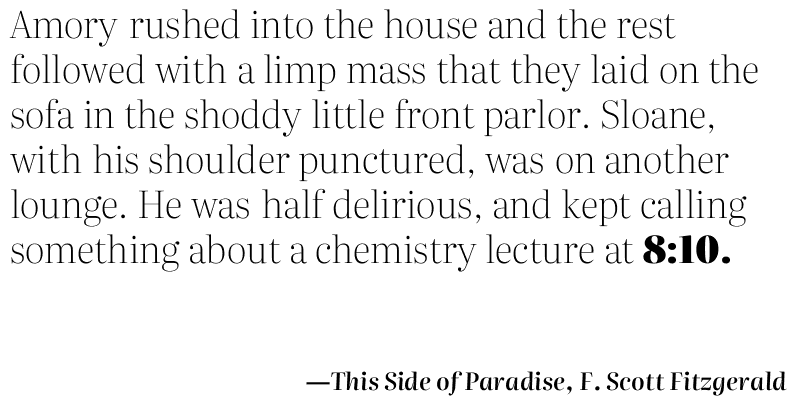 Amory rushed into the house and the rest
followed with a limp mass that they laid on the
sofa in the shoddy little front parlor. Sloane,
with his shoulder punctured, was on another
lounge. He was half delirious, and kept calling
something about a chemistry lecture at 8:10.
—This Side of Paradise, F. Scott Fitzgerald